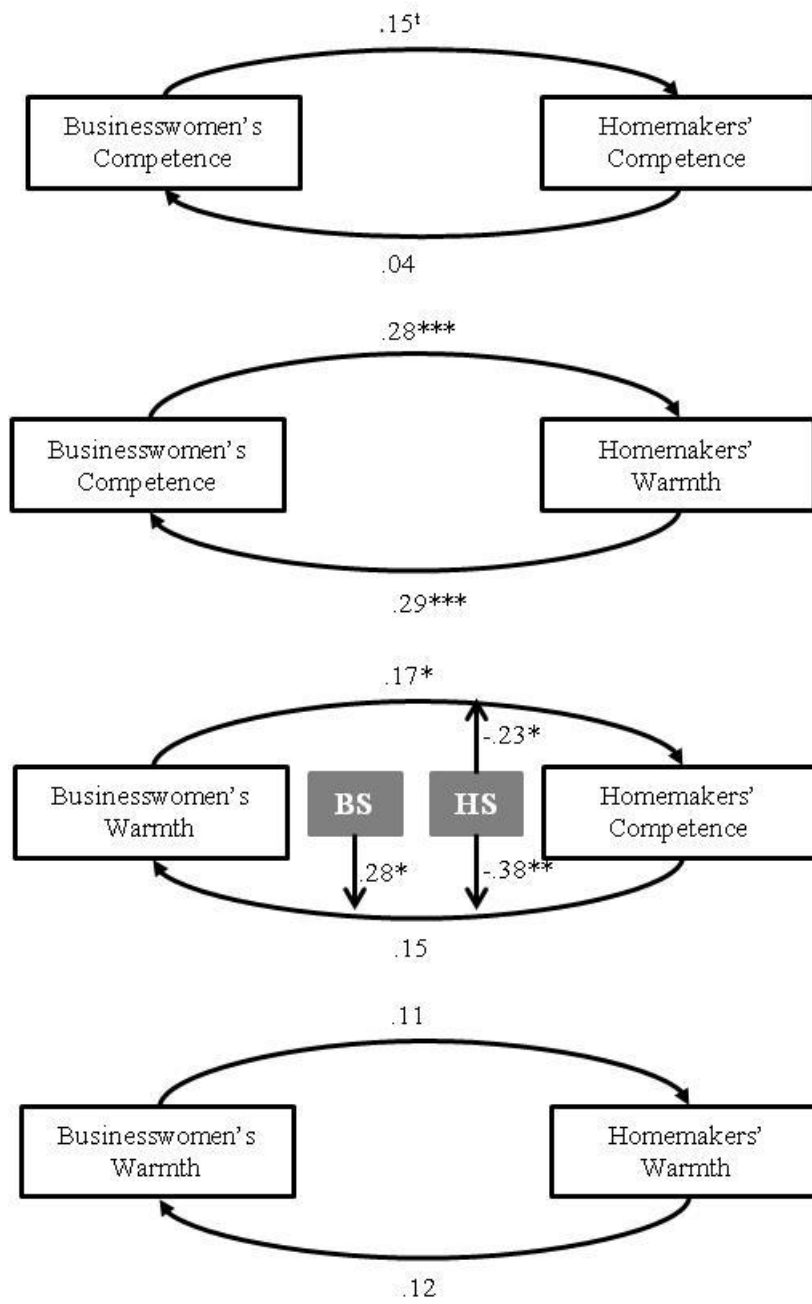 .15ᵗ
Businesswomen's
Competence
Homemakers'
Competence
.04
.28***
Businesswomen's
Competence
Homemakers'
Warmth
.29***
.17*
-.23*
Businesswomen's
Warmth
BS
HS
Homemakers'
Competence
.28*
-.38**
.15
.11
Businesswomen's
Warmth
Homemakers'
Warmth
.12